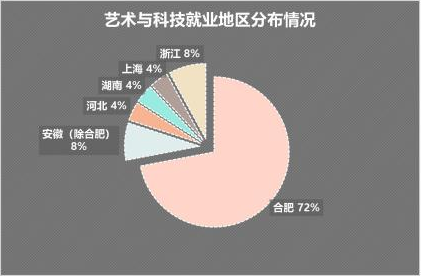 艺术与科技就业地区分布情况
浙江 8%
上海 4%
湖南 4%
河北 4%
安徽（除合肥）
8%
合肥 72%